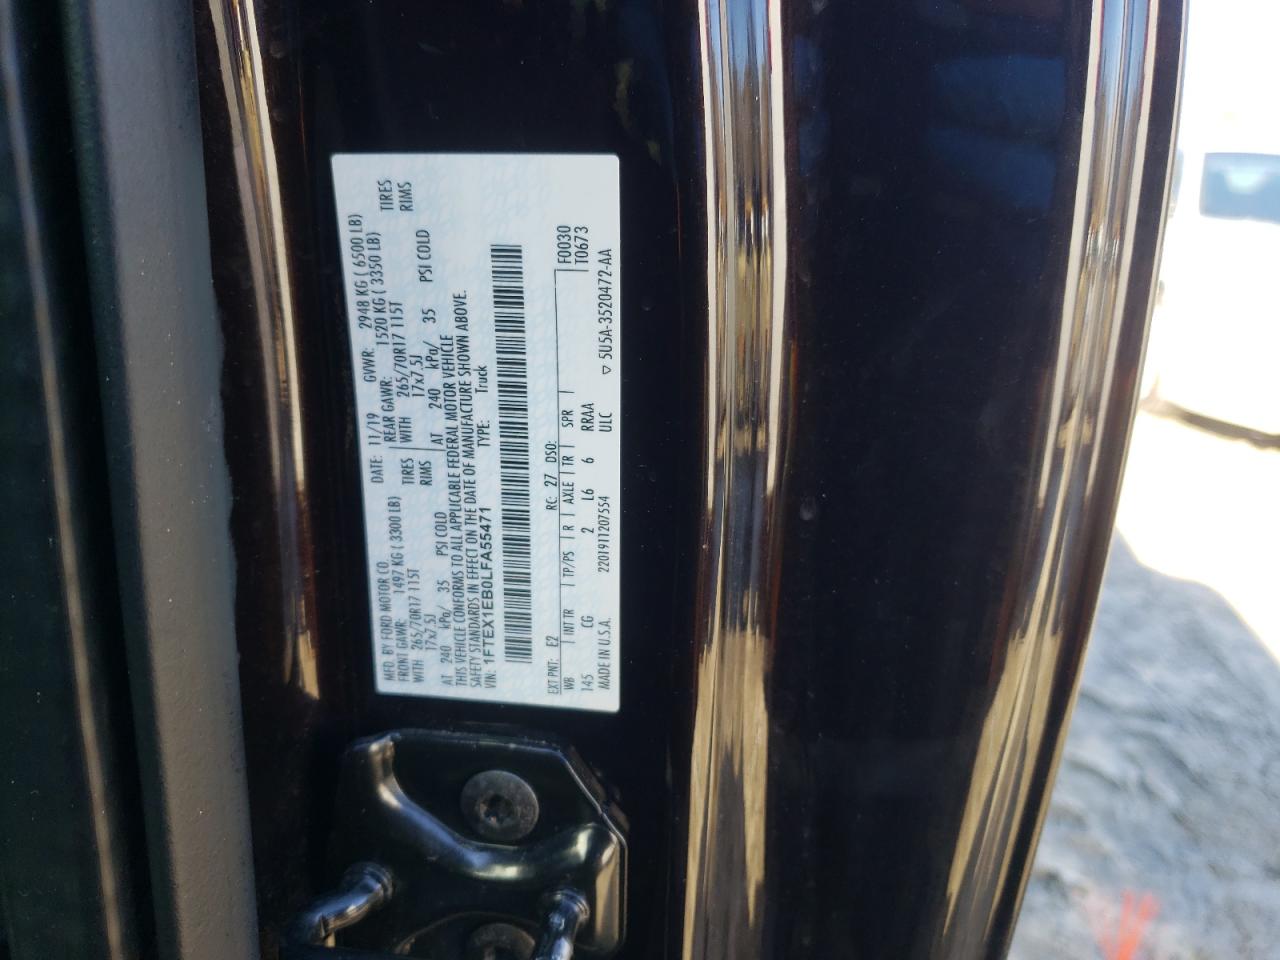 MFD. BY FORD MOTOR CO.
DATE: 11/19 GVWR: 2948 KG ( 6500 LB)
FRONT GAWR: 1497 KG ( 3300 LB) REAR GAWR: 1520 KG ( 3350 LB)
WITH 265/70R17 115T TIRES WITH 265/70R17 115T TIRES
17x7.5J RIMS 17x7.5J RIMS
AT 240 kPa/ 35 PSI COLD AT 240 kPa/ 35 PSI COLD
THIS VEHICLE CONFORMS TO ALL APPLICABLE FEDERAL MOTOR VEHICLE
SAFETY STANDARDS IN EFFECT ON THE DATE OF MANUFACTURE SHOWN ABOVE.
VIN: 1FTEX1EB0LFA55471 TYPE: Truck
EXT PNT: E2 RC: 27 DSO: F0030
WB INT TR TP/PS R AXLE TR SPR T0673
145 CG 2 L6 6 RRAA
MADE IN U.S.A. 2201911207554 ULC ▽ 5U5A-3520472-AA